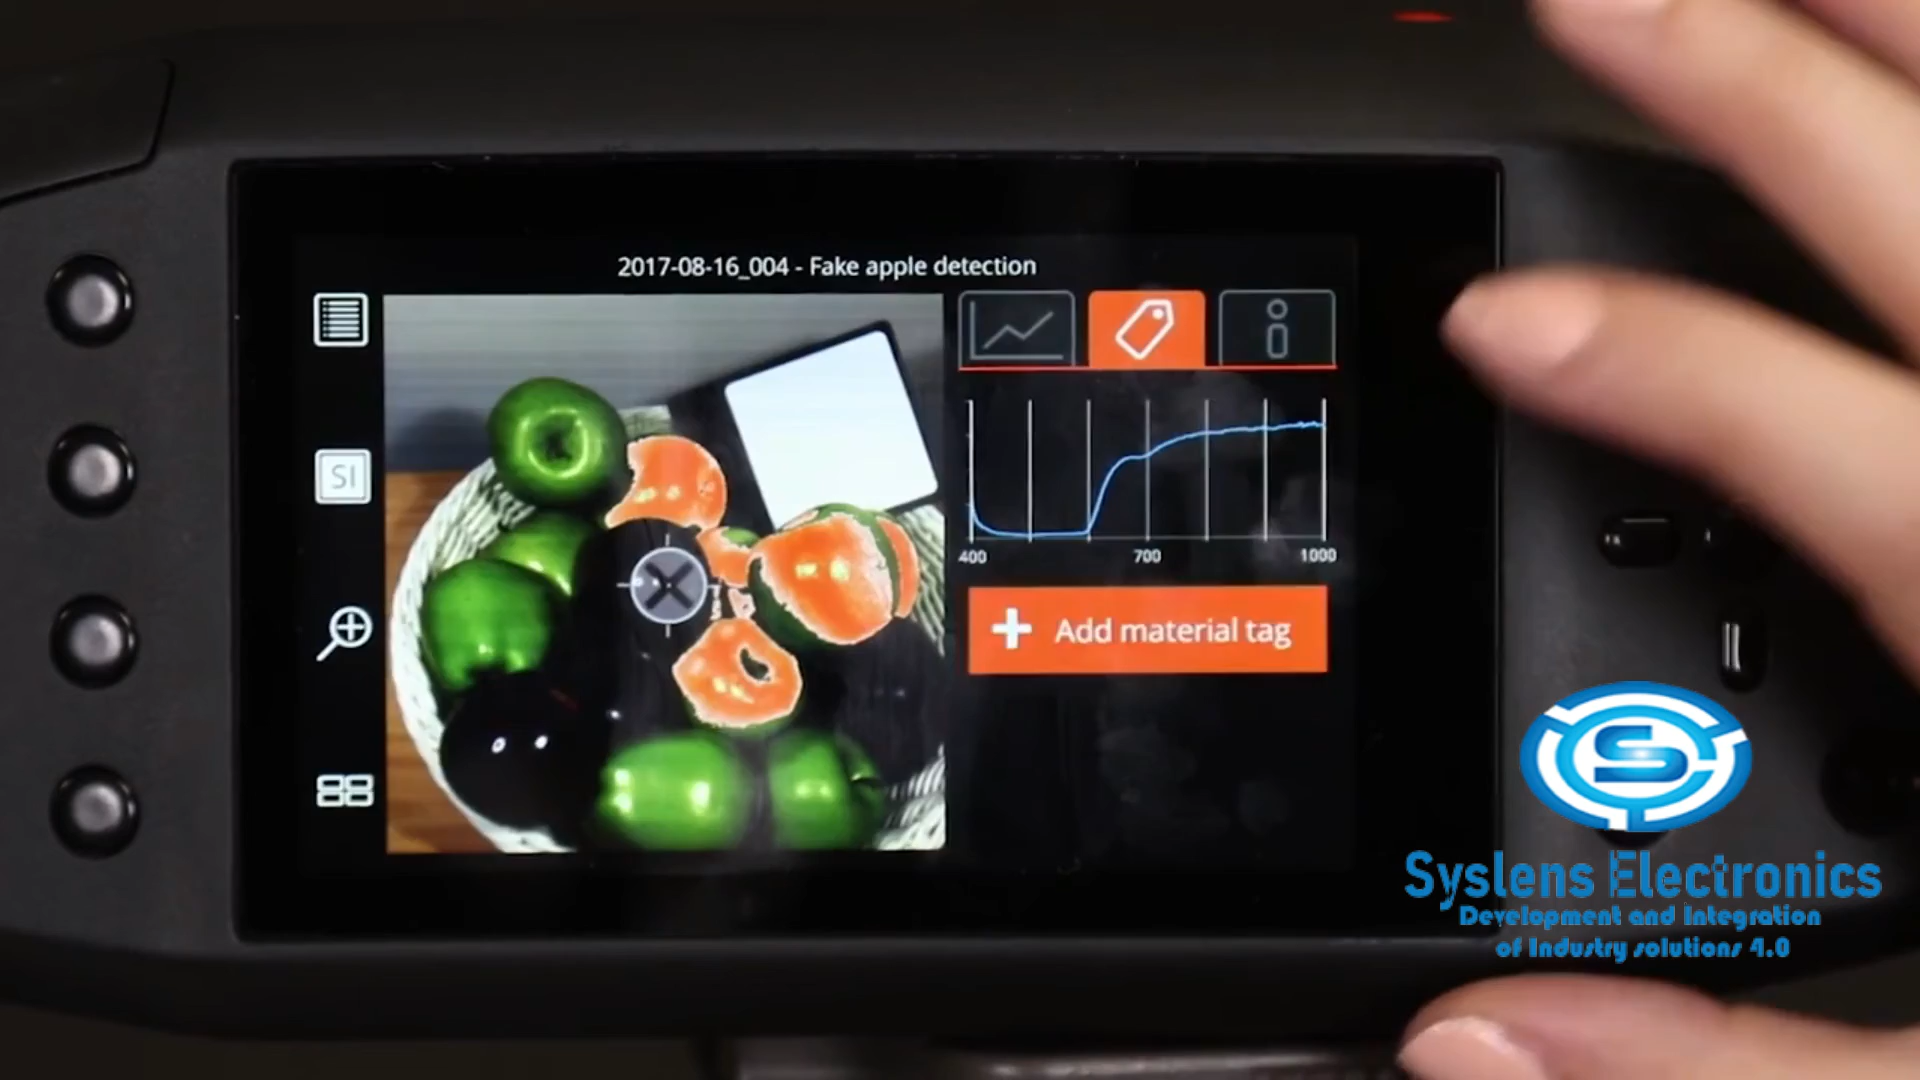 2017-08-16_004 - Fake apple detection
SI
400 700 1000
Add material tag
S
Syslens Electronics
Development and Integration
of Industry solutions 4.0